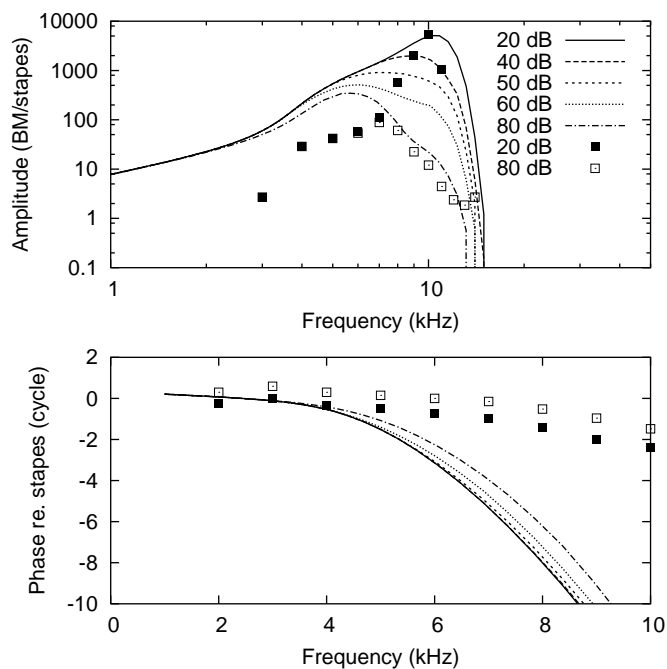 10000
1000
100
10
1
0.1
Amplitude (BM/stapes)
20 dB
40 dB
50 dB
60 dB
80 dB
20 dB
80 dB
1 10
Frequency (kHz)
2
0
-2
-4
-6
-8
-10
Phase re. stapes (cycle)
0 2 4 6 8 10
Frequency (kHz)